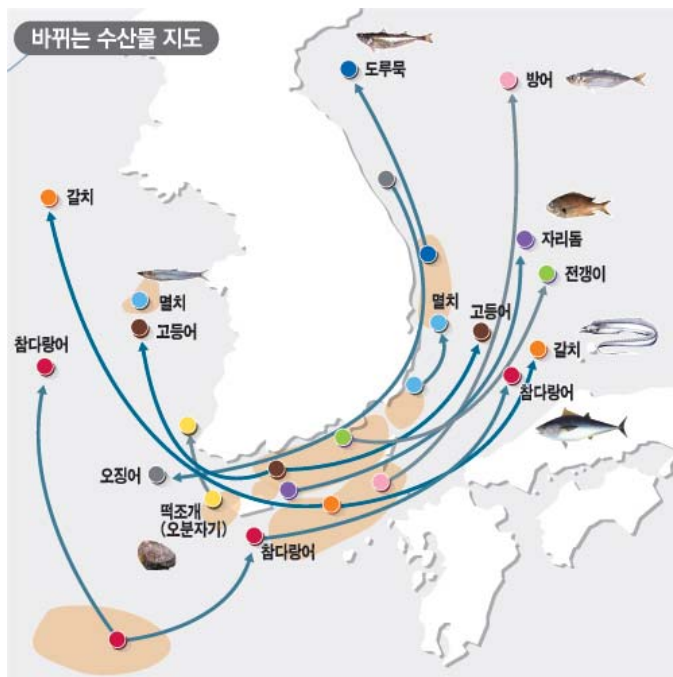 바뀌는 수산물 지도
도루묵
방어
갈치
자리돔
전갱이
멸치
멸치
고등어
고등어
갈치
참다랑어
참다랑어
오징어
떡조개
(오분자기)
참다랑어